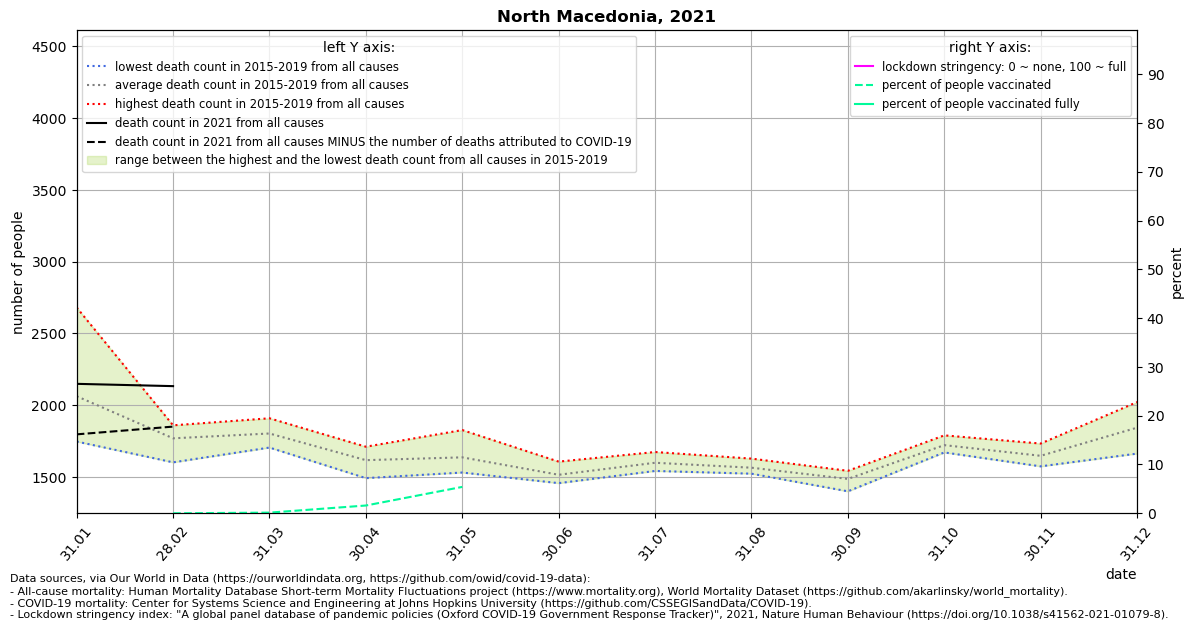 North Macedonia, 2021
left Y axis:
lowest death count in 2015-2019 from all causes
average death count in 2015-2019 from all causes
highest death count in 2015-2019 from all causes
death count in 2021 from all causes
death count in 2021 from all causes MINUS the number of deaths attributed to COVID-19
range between the highest and the lowest death count from all causes in 2015-2019
right Y axis:
lockdown stringency: 0 ~ none, 100 ~ full
percent of people vaccinated
percent of people vaccinated fully
number of people
4500
4000
3500
3000
2500
2000
1500
percent
90
80
70
60
50
40
30
20
10
0
31.01
28.02
31.03
30.04
31.05
30.06
31.07
31.08
30.09
31.10
30.11
31.12
date
Data sources, via Our World in Data (https://ourworldindata.org, https://github.com/owid/covid-19-data):
- All-cause mortality: Human Mortality Database Short-term Mortality Fluctuations project (https://www.mortality.org), World Mortality Dataset (https://github.com/akarlinsky/world_mortality).
- COVID-19 mortality: Center for Systems Science and Engineering at Johns Hopkins University (https://github.com/CSSEGISandData/COVID-19).
- Lockdown stringency index: "A global panel database of pandemic policies (Oxford COVID-19 Government Response Tracker)", 2021, Nature Human Behaviour (https://doi.org/10.1038/s41562-021-01079-8).